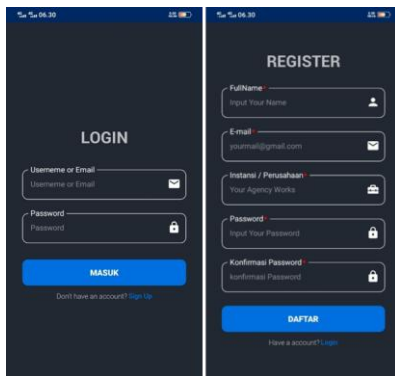 06.30
LOGIN
Username or Email
Username or Email
Password
Password
MASUK
Don't have an account? Sign Up
06.30
REGISTER
FullName*
Input Your Name
E-mail*
yourmail@gmail.com
Instansi / Perusahaan*
Your Agency Works
Password*
Input Your Password
Konfirmasi Password*
konfirmasi Password
DAFTAR
Have a account? Login